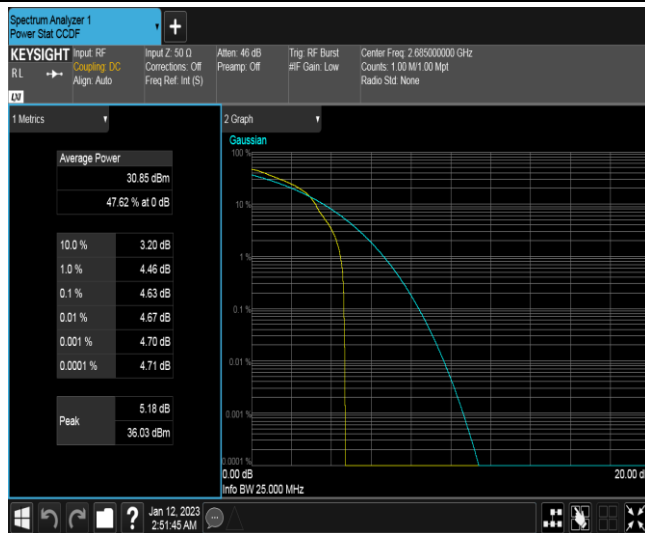 Spectrum Analyzer 1
Power Stat CCDF
+
KEYSIGHT
RL
Input: RF
Coupling: DC
Align: Auto
Input Z: 50 Ω
Corrections: Off
Freq Ref: Int (S)
Atten: 46 dB
Preamp: Off
Trig: RF Burst
#IF Gain: Low
Center Freq: 2.685000000 GHz
Counts: 1.00 M/1.00 Mpt
Radio Std: None
1 Metrics
Average Power
30.85 dBm
47.62 % at 0 dB
10.0 % 3.20 dB
1.0 % 4.46 dB
0.1 % 4.63 dB
0.01 % 4.67 dB
0.001 % 4.70 dB
0.0001 % 4.71 dB
Peak
5.18 dB
36.03 dBm
2 Graph
Gaussian
100 %
10 %
1 %
0.1 %
0.01 %
0.001 %
0.0001 %
0.00 dB
20.00 d
Info BW 25.000 MHz
?
Jan 12, 2023
2:51:45 AM